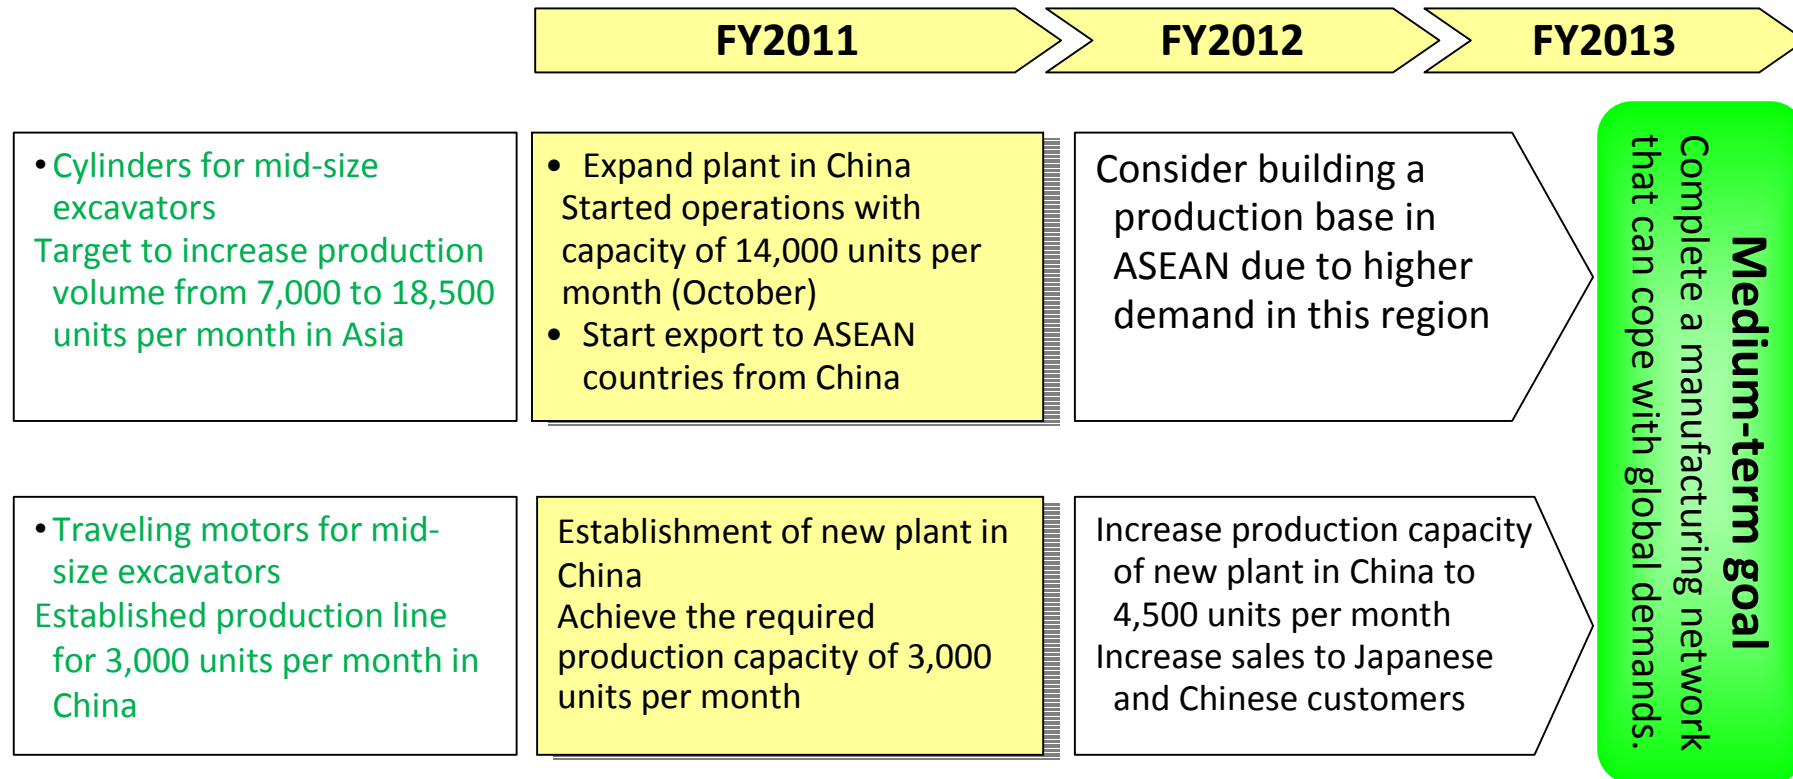 FY2011
FY2012
FY2013
• Cylinders for mid-size
excavators
Target to increase production
volume from 7,000 to 18,500
units per month in Asia
• Expand plant in China
Started operations with
capacity of 14,000 units per
month (October)
• Start export to ASEAN
countries from China
Consider building a
production base in
ASEAN due to higher
demand in this region
• Traveling motors for mid-
size excavators
Established production line
for 3,000 units per month in
China
Establishment of new plant in
China
Achieve the required
production capacity of 3,000
units per month
Increase production capacity
of new plant in China to
4,500 units per month
Increase sales to Japanese
and Chinese customers
Medium-term goal
Complete a manufacturing network
that can cope with global demands.